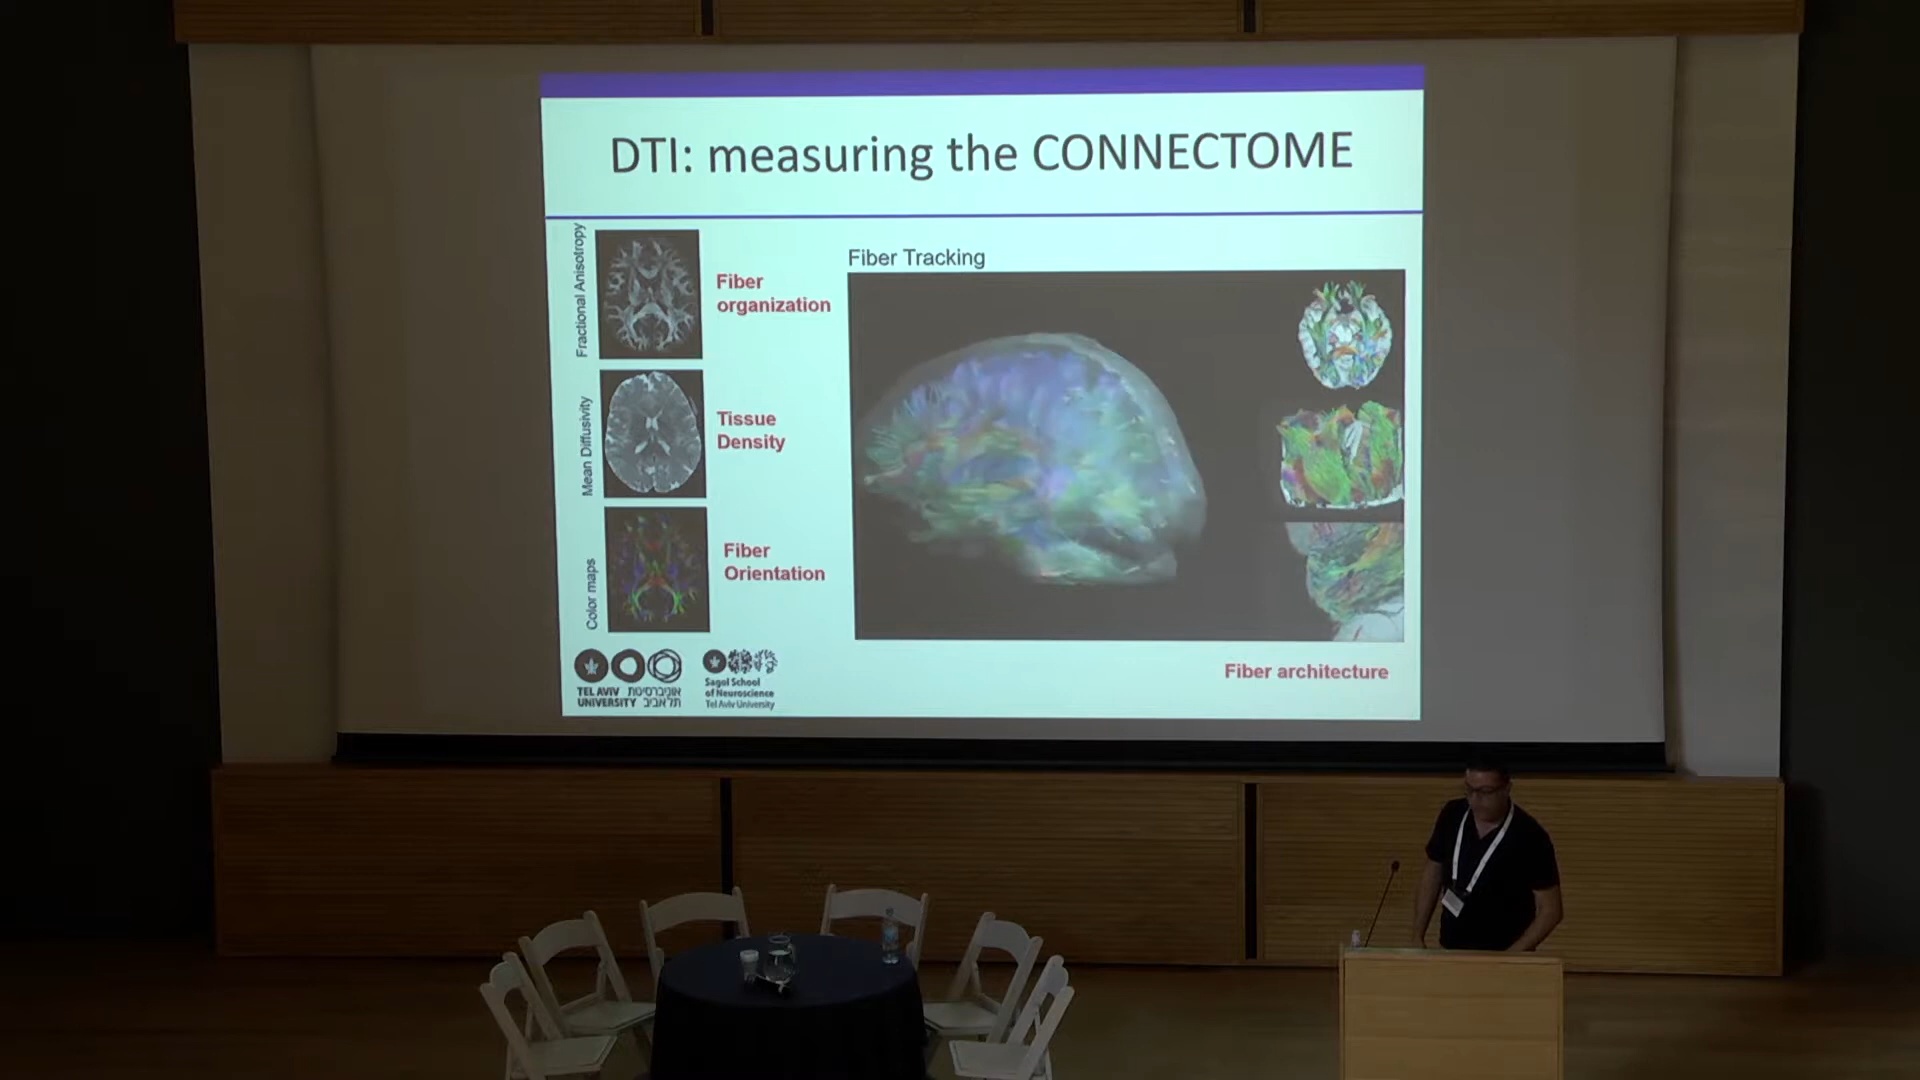 DTI: measuring the CONNECTOME
Fractional Anisotropy
Fiber
organization
Mean Diffusivity
Tissue
Density
Color maps
Fiber
Orientation
Fiber Tracking
Fiber architecture
TEL AVIV אוניברסיטת
UNIVERSITY תל אביב
Sagol School
of Neuroscience
Tel Aviv University